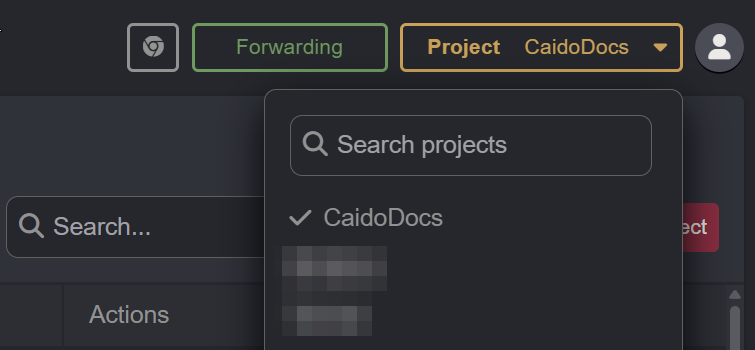 Forwarding
Project CaidoDocs
Search projects
Search...
CaidoDocs
ect
Actions